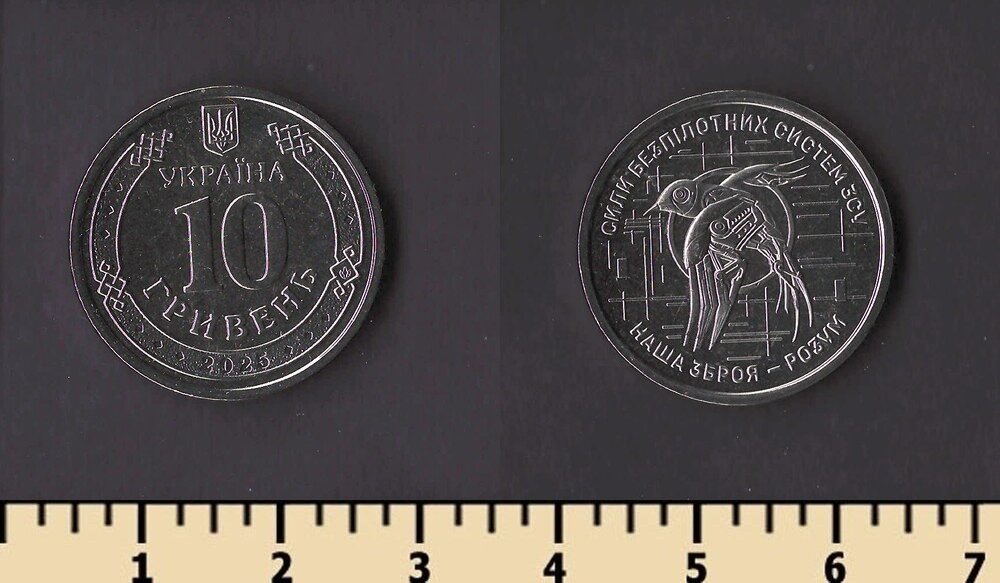 УКРАЇНА
10
ГРИВЕНЬ
2025
СИЛИ БЕЗПІЛОТНИХ СИСТЕМ ЗСУ
НАША ЗБРОЯ – РОЗУМ
1 2 3 4 5 6 7